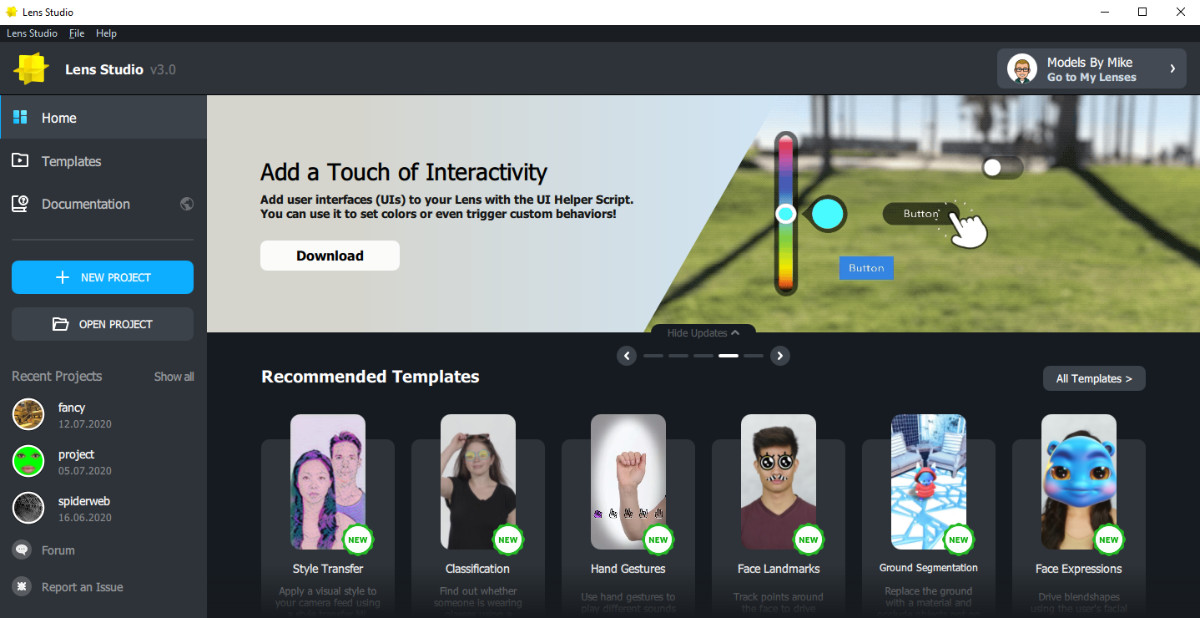 Lens Studio
Lens Studio File Help
Lens Studio v3.0
Models By Mike
Go to My Lenses
Home
Templates
Documentation
NEW PROJECT
OPEN PROJECT
Recent Projects Show all
fancy
12.07.2020
project
05.07.2020
spiderweb
16.06.2020
Forum
Report an Issue
Add a Touch of Interactivity
Add user interfaces (UIs) to your Lens with the UI Helper Script.
You can use it to set colors or even trigger custom behaviors!
Download
Button
Button
Hide Updates
Recommended Templates
All Templates >
NEW
Style Transfer
Apply a visual style to
your camera feed using
NEW
Classification
Find out whether
someone is wearing
NEW
Hand Gestures
Use hand gestures to
play different sounds
NEW
Face Landmarks
Track points around
the face to drive
NEW
Ground Segmentation
Replace the ground
with a material and
NEW
Face Expressions
Drive blendshapes
using the user's facial